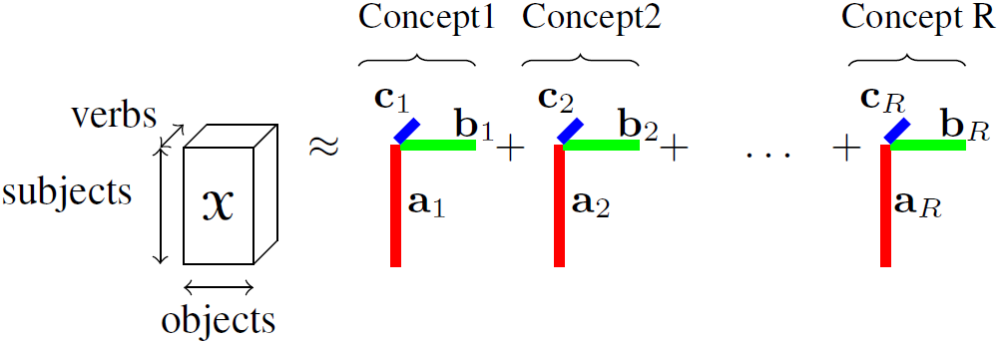 Concept1 Concept2 Concept R
verbs
subjects
X
objects
≈
c1 b1 a1
+
c2 b2 a2
+
...
+
cR bR aR